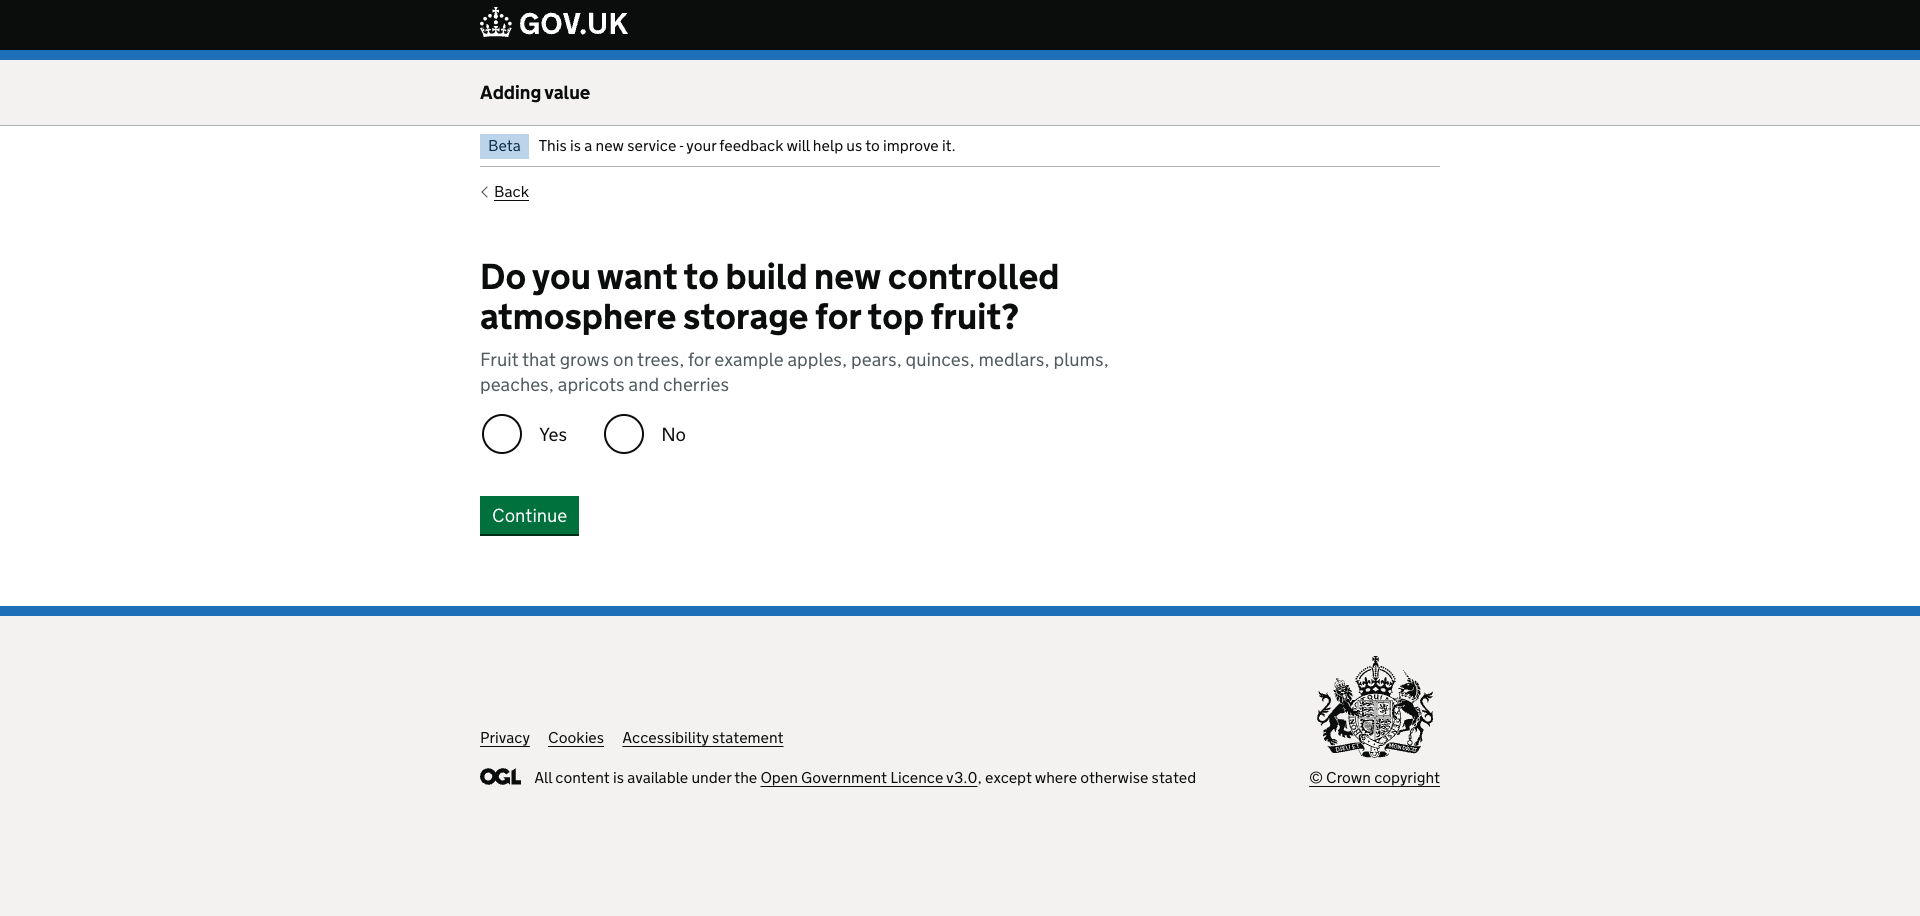 GOV.UK
Adding value
Beta This is a new service - your feedback will help us to improve it.
Back
Do you want to build new controlled
atmosphere storage for top fruit?
Fruit that grows on trees, for example apples, pears, quinces, medlars, plums,
peaches, apricots and cherries
Yes No
Continue
Privacy Cookies Accessibility statement
OGL All content is available under the Open Government Licence v3.0, except where otherwise stated
© Crown copyright